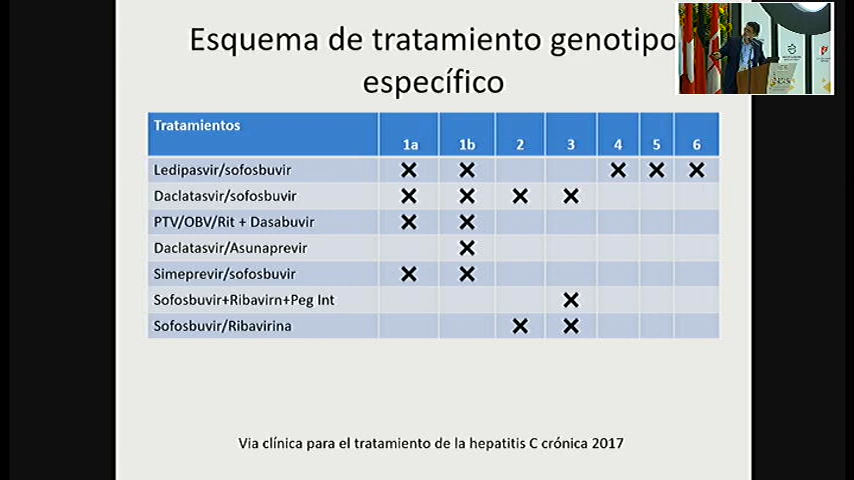 Esquema de tratamiento genotipo
específico
Tratamientos 1a 1b 2 3 4 5 6
Ledipasvir/sofosbuvir X X X X X
Daclatasvir/sofosbuvir X X X X
PTV/OBV/Rit + Dasabuvir X X
Daclatasvir/Asunaprevir X
Simeprevir/sofosbuvir X X
Sofosbuvir+Ribavirn+Peg Int X
Sofosbuvir/Ribavirina X X
Via clínica para el tratamiento de la hepatitis C crónica 2017